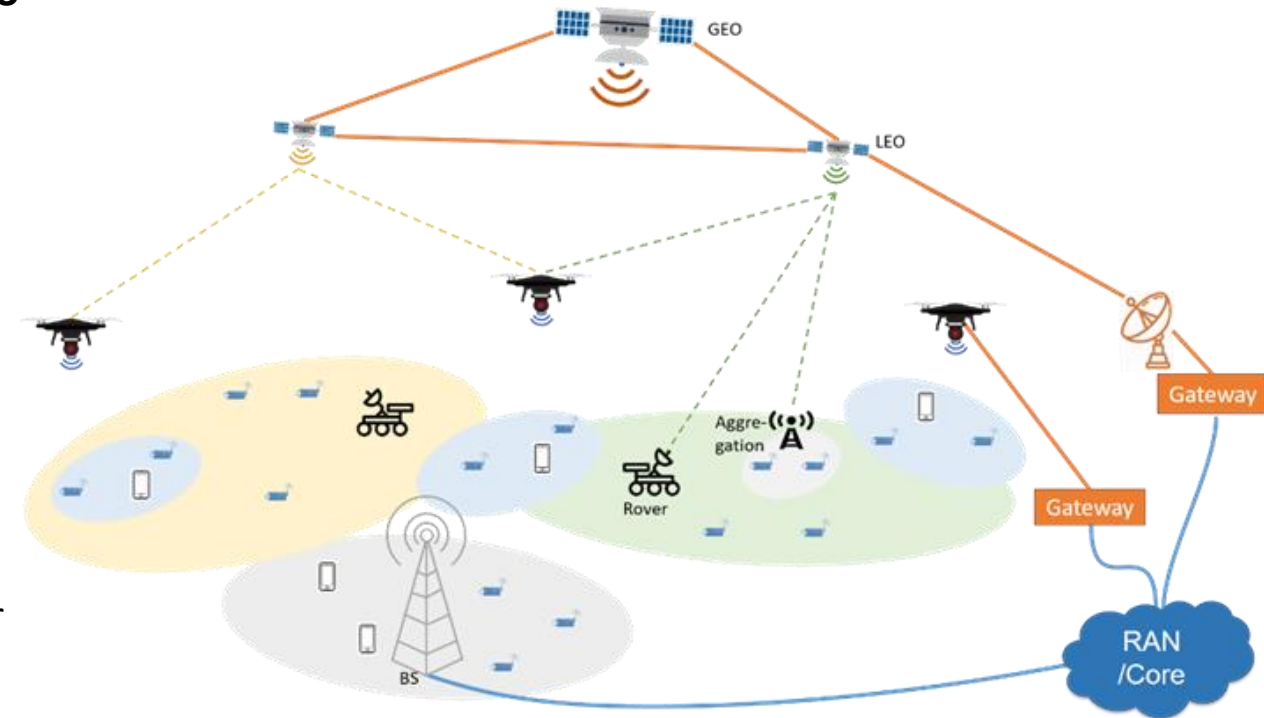 GEO
LEO
Gateway
Aggre-
gation
Rover
Gateway
BS
RAN
/Core